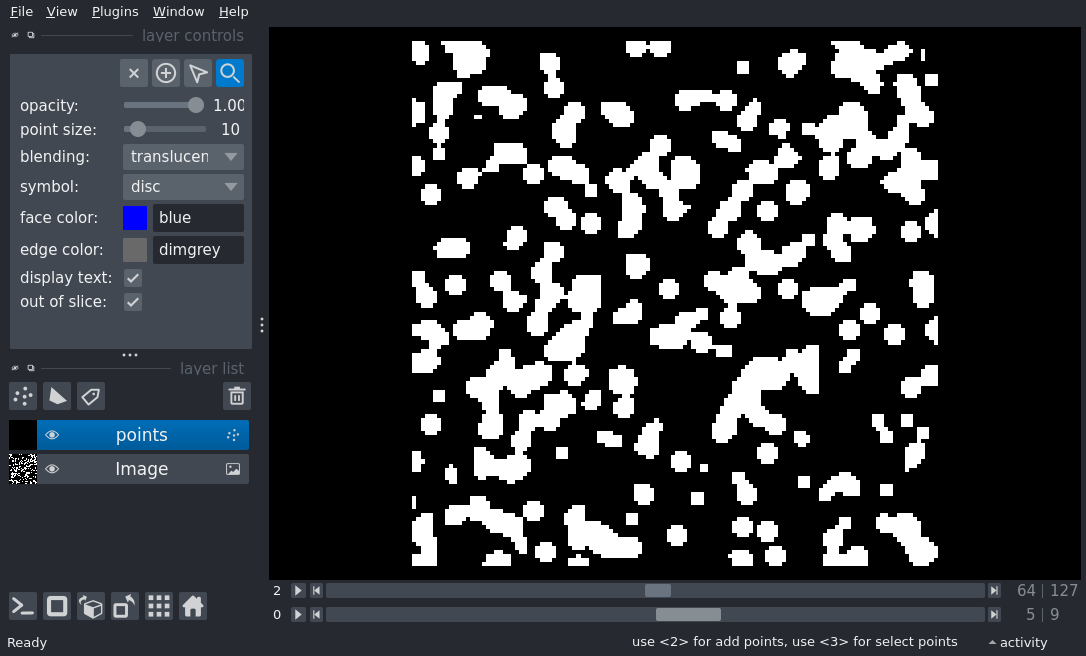 File View Plugins Window Help
layer controls
opacity: 1.00
point size: 10
blending: translucen
symbol: disc
face color: blue
edge color: dimgrey
display text:
out of slice:
layer list
points
Image
2 64 | 127
0 5 | 9
Ready use <2> for add points, use <3> for select points activity